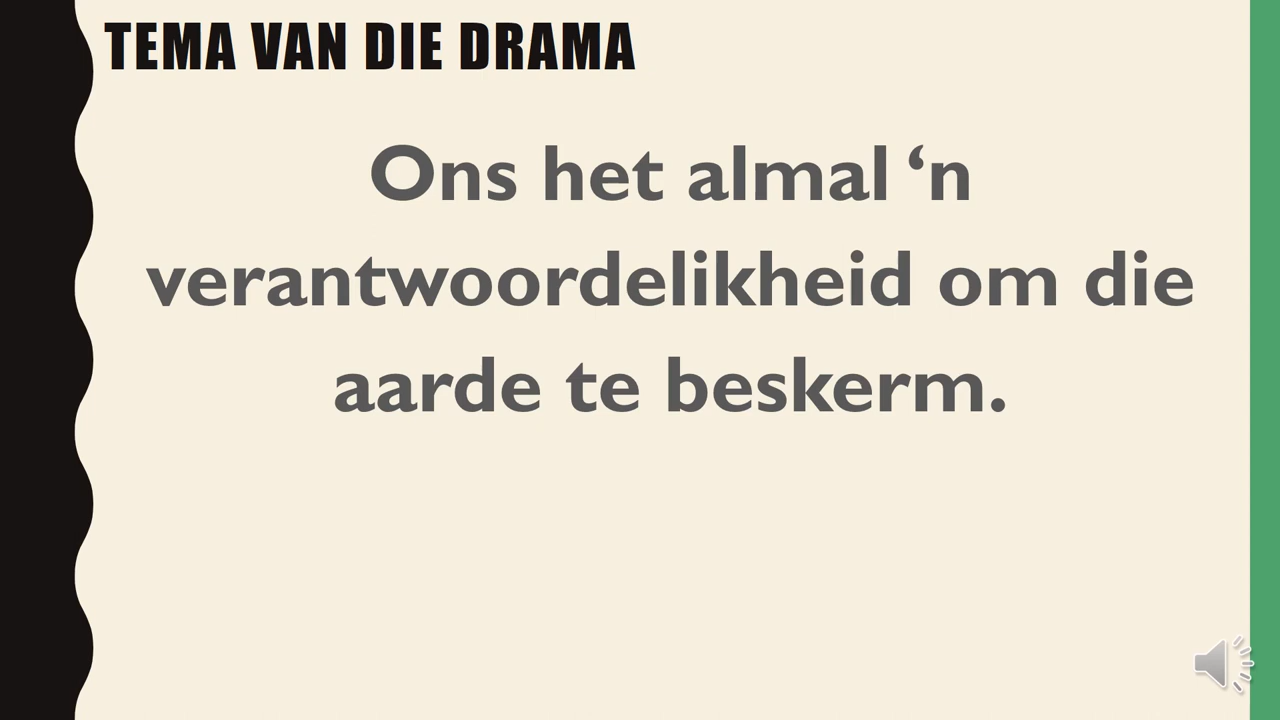 TEMA VAN DIE DRAMA
Ons het almal ‘n
verantwoordelikheid om die
aarde te beskerm.